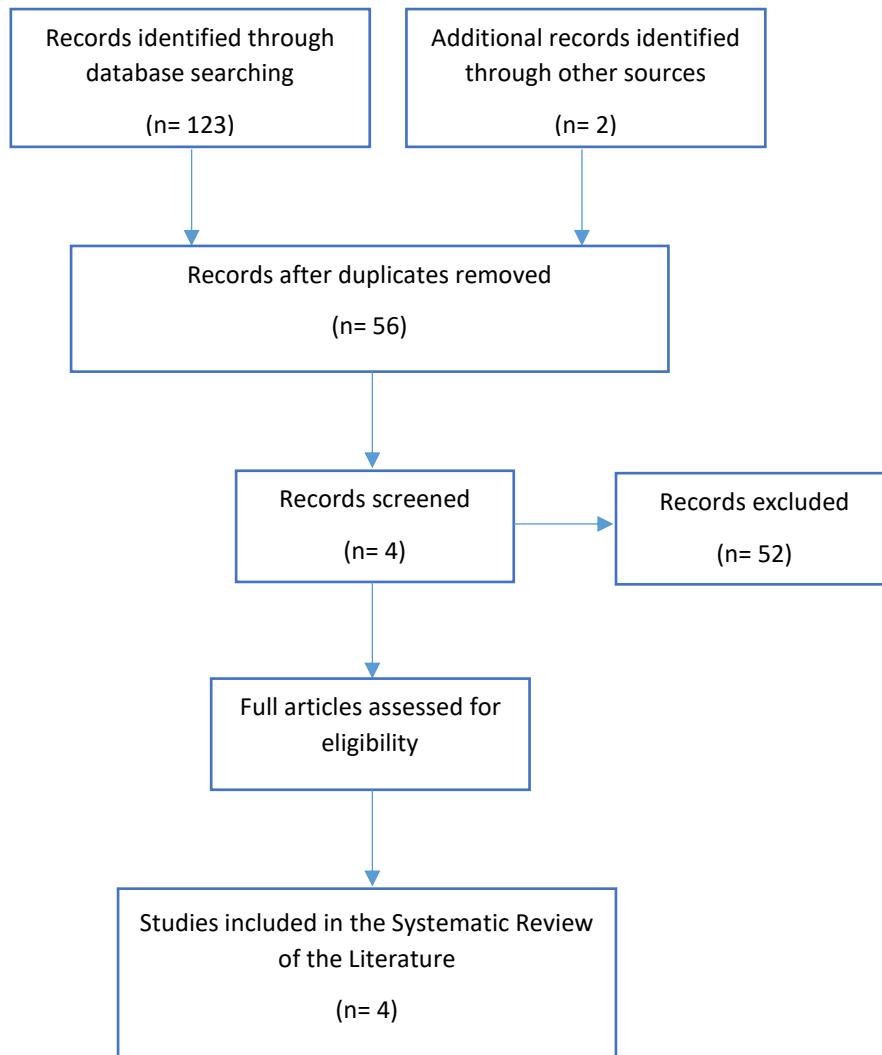 Records identified through
database searching
(n= 123)
Additional records identified
through other sources
(n= 2)
Records after duplicates removed
(n= 56)
Records screened
(n= 4)
Records excluded
(n= 52)
Full articles assessed for
eligibility
Studies included in the Systematic Review
of the Literature
(n= 4)